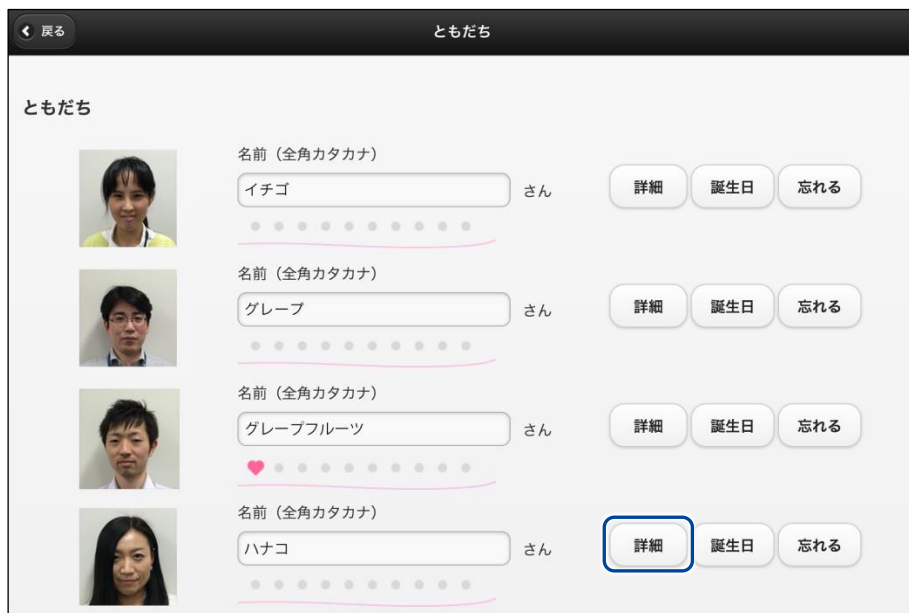 戻る
ともだち
ともだち
名前（全角カタカナ）
イチゴ さん 詳細 誕生日 忘れる
名前（全角カタカナ）
グレープ さん 詳細 誕生日 忘れる
名前（全角カタカナ）
グレープフルーツ さん 詳細 誕生日 忘れる
名前（全角カタカナ）
ハナコ さん 詳細 誕生日 忘れる